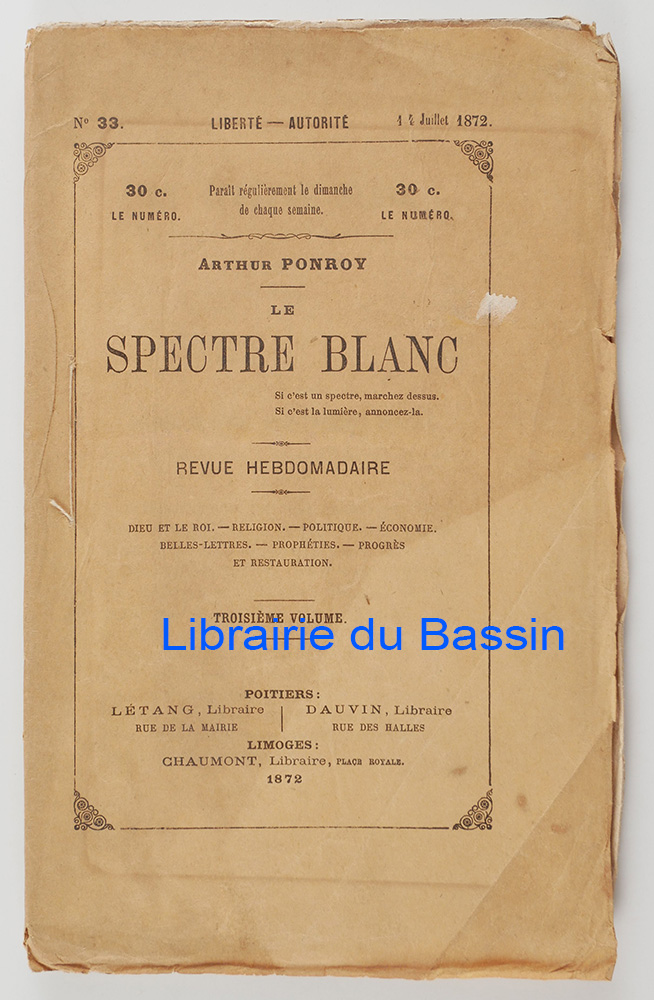 Nº 33.
LIBERTÉ — AUTORITÉ
14 Juillet 1872.
30 c.
LE NUMÉRO.
Paraît régulièrement le dimanche
de chaque semaine.
30 c.
LE NUMÉRO.
ARTHUR PONROY
LE
SPECTRE BLANC
Si c'est un spectre, marchez dessus.
Si c'est la lumière, annoncez-la.
REVUE HEBDOMADAIRE
DIEU ET LE ROI. — RELIGION. — POLITIQUE. — ÉCONOMIE.
BELLES-LETTRES. — PROPHÉTIES. — PROGRÈS
ET RESTAURATION.
TROISIÈME VOLUME.
Librairie du Bassin
POITIERS :
LÉTANG, Libraire
RUE DE LA MAIRIE
DAUVIN, Libraire
RUE DES HALLES
LIMOGES :
CHAUMONT, Libraire, PLACE ROYALE.
1872